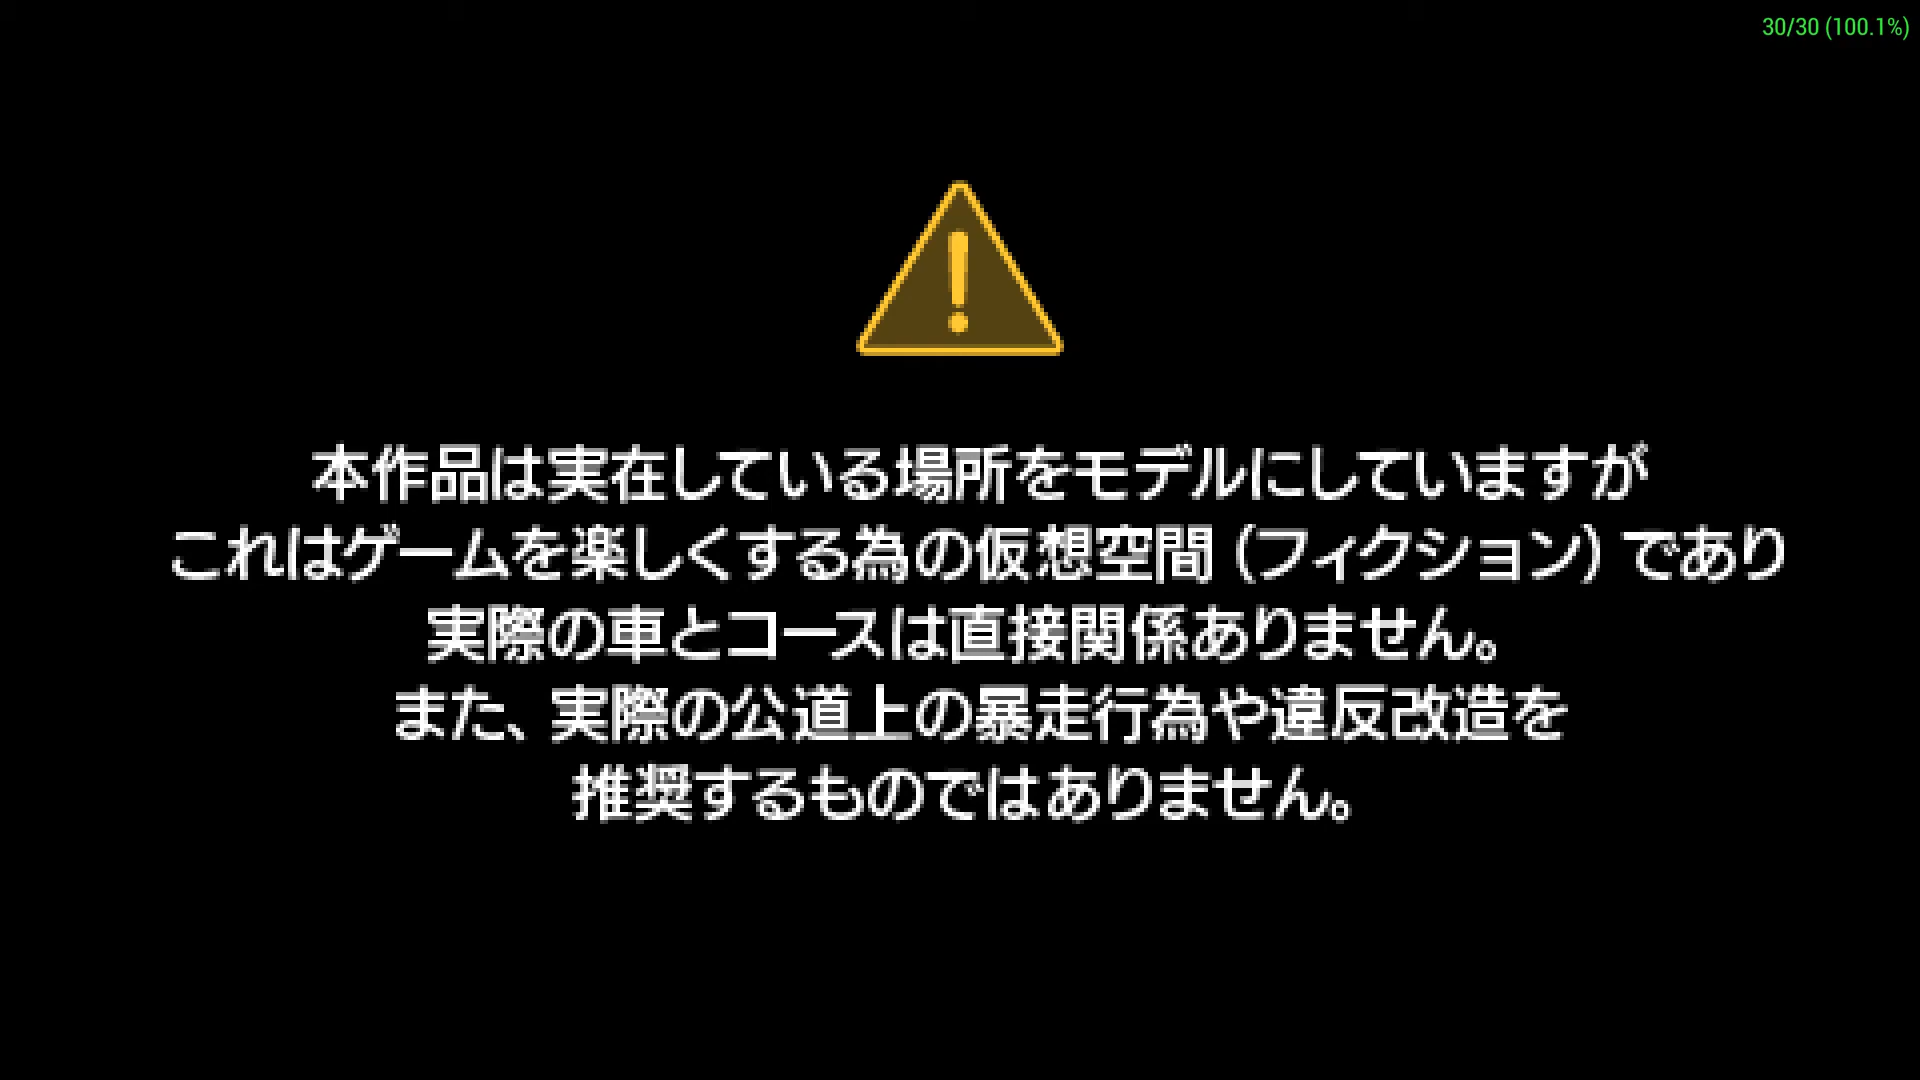 30/30 (100.1%)
本作品は実在している場所をモデルにしていますが
これはゲームを楽しくする為の仮想空間（フィクション）であり
実際の車とコースは直接関係ありません。
また、実際の公道上の暴走行為や違反改造を
推奨するものではありません。